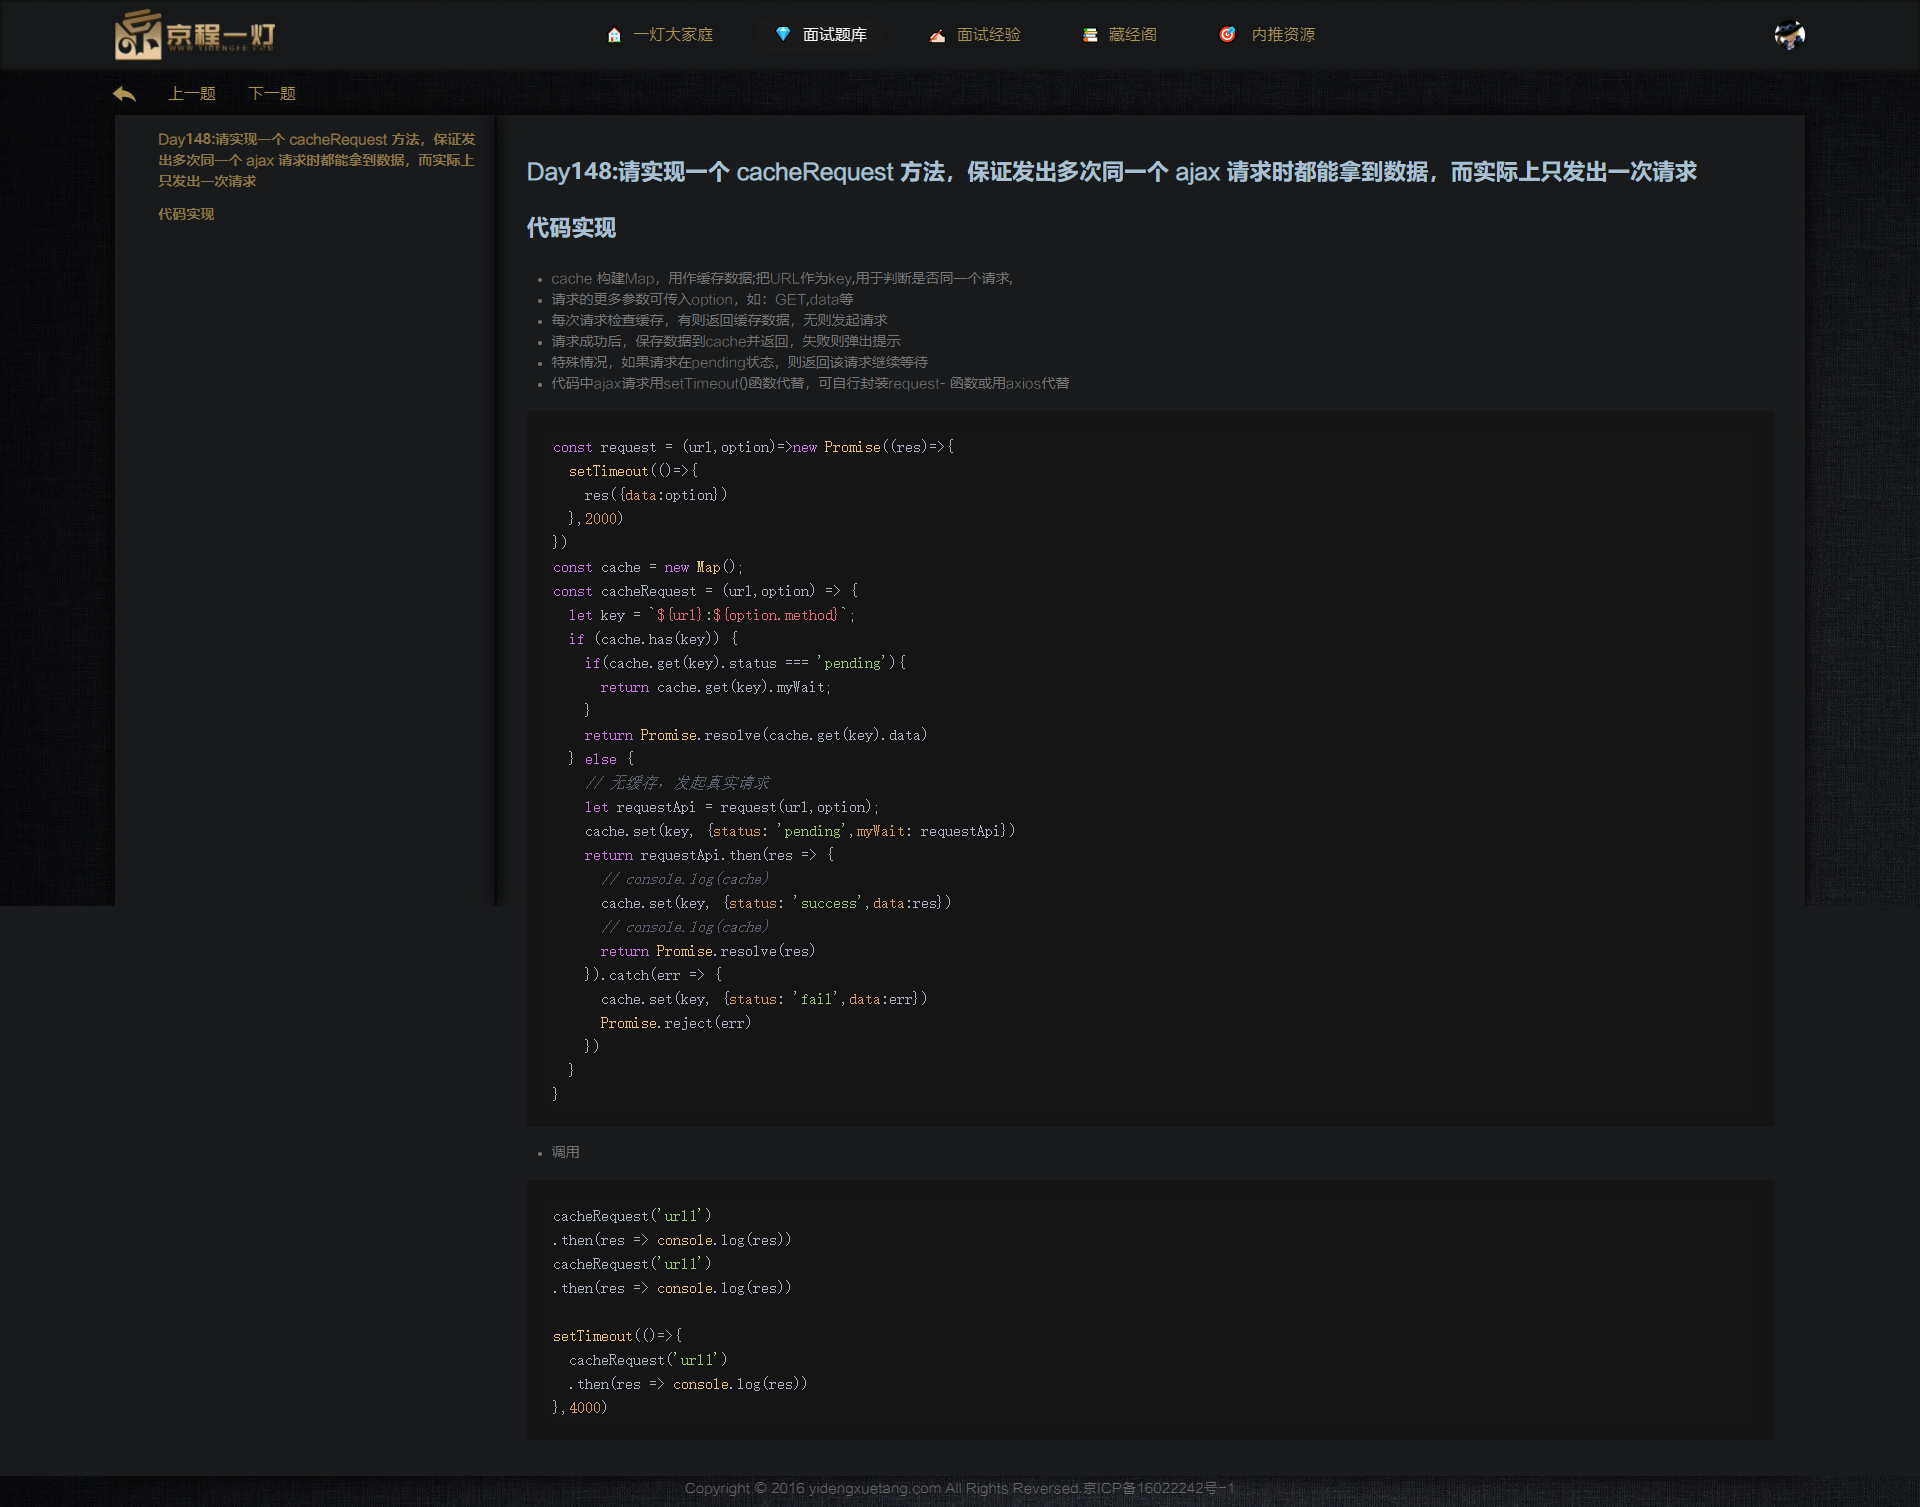 京程一灯
WWW.YIDENGFE.COM
一灯大家庭
面试题库
面试经验
藏经阁
内推资源
上一题
下一题
Day148:请实现一个 cacheRequest 方法，保证发
出多次同一个 ajax 请求时都能拿到数据，而实际上
只发出一次请求
代码实现
Day148:请实现一个 cacheRequest 方法，保证发出多次同一个 ajax 请求时都能拿到数据，而实际上只发出一次请求
代码实现
• cache 构建Map，用作缓存数据;把URL作为key,用于判断是否同一个请求,
• 请求的更多参数可传入option，如：GET,data等
• 每次请求检查缓存，有则返回缓存数据，无则发起请求
• 请求成功后，保存数据到cache并返回，失败则弹出提示
• 特殊情况，如果请求在pending状态，则返回该请求继续等待
• 代码中ajax请求用setTimeout()函数代替，可自行封装request- 函数或用axios代替
const request = (url,option)=>new Promise((res)=>{
  setTimeout(()=>{
    res({data:option})
  },2000)
})
const cache = new Map();
const cacheRequest = (url,option) => {
  let key = `${url}:${option.method}`;
  if (cache.has(key)) {
    if(cache.get(key).status === 'pending'){
      return cache.get(key).myWait;
    }
    return Promise.resolve(cache.get(key).data)
  } else {
    // 无缓存，发起真实请求
    let requestApi = request(url,option);
    cache.set(key, {status: 'pending',myWait: requestApi})
    return requestApi.then(res => {
      // console.log(cache)
      cache.set(key, {status: 'success',data:res})
      // console.log(cache)
      return Promise.resolve(res)
    }).catch(err => {
      cache.set(key, {status: 'fail',data:err})
      Promise.reject(err)
    })
  }
}
• 调用
cacheRequest('url1')
.then(res => console.log(res))
cacheRequest('url1')
.then(res => console.log(res))
setTimeout(()=>{
  cacheRequest('url1')
  .then(res => console.log(res))
},4000)
Copyright © 2016 yidengxuetang.com All Rights Reversed.京ICP备16022242号-1